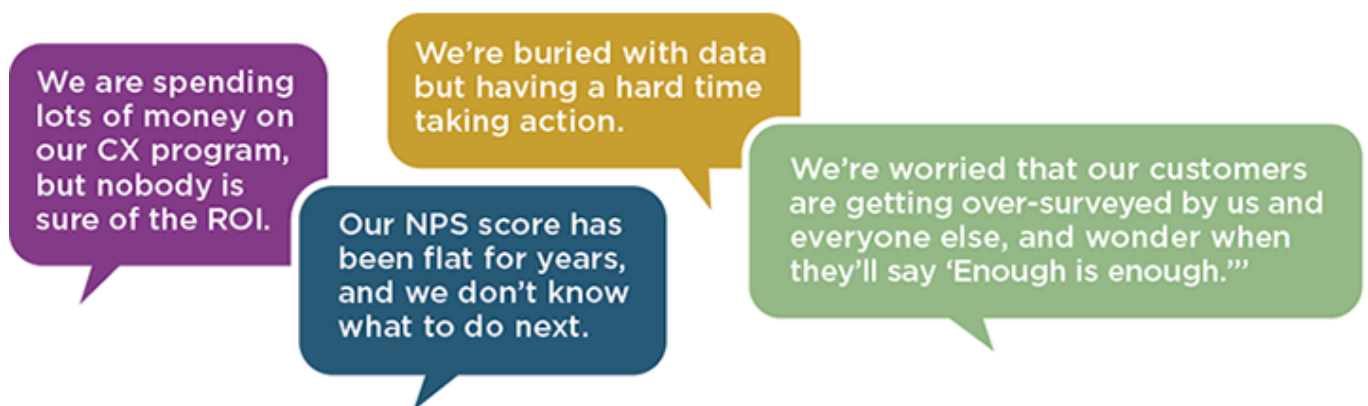 We are spending
lots of money on
our CX program,
but nobody is
sure of the ROI.
Our NPS score has
been flat for years,
and we don’t know
what to do next.
We’re buried with data
but having a hard time
taking action.
We’re worried that our customers
are getting over-surveyed by us and
everyone else, and wonder when
they’ll say ‘Enough is enough.’”